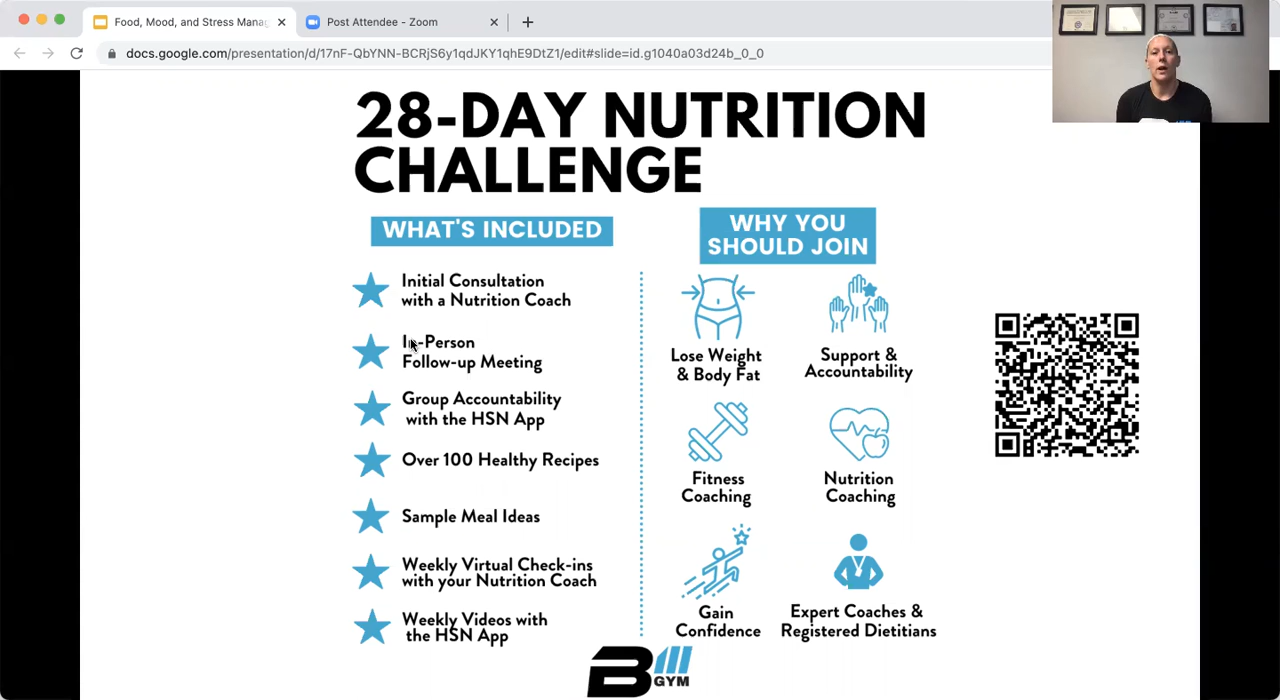 Food, Mood, and Stress Manag
Post Attendee - Zoom
docs.google.com/presentation/d/17nF-QbYNN-BCRjS6y1qdJKY1qhE9DtZ1/edit#slide=id.g1040a03d24b_0_0
28-DAY NUTRITION
CHALLENGE
WHAT'S INCLUDED
Initial Consultation
with a Nutrition Coach
In-Person
Follow-up Meeting
Group Accountability
with the HSN App
Over 100 Healthy Recipes
Sample Meal Ideas
Weekly Virtual Check-ins
with your Nutrition Coach
Weekly Videos with
the HSN App
WHY YOU
SHOULD JOIN
Lose Weight
& Body Fat
Support &
Accountability
Fitness
Coaching
Nutrition
Coaching
Gain
Confidence
Expert Coaches &
Registered Dietitians
B
GYM